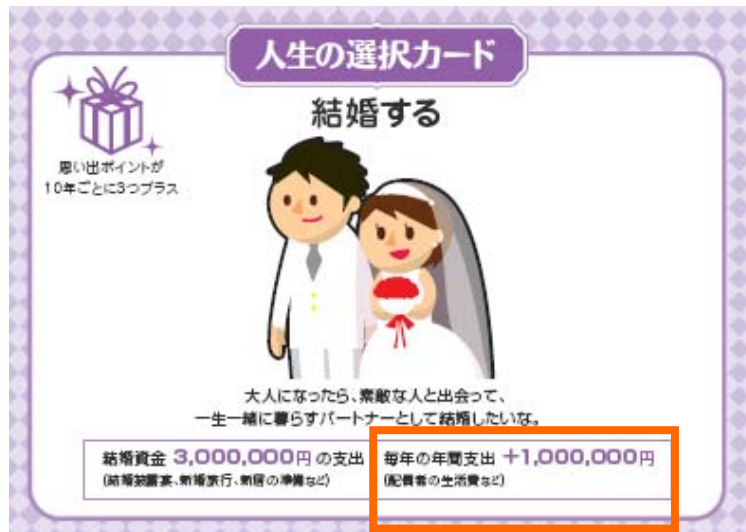 人生の選択カード
結婚する
思い出ポイントが
10年ごとに3つプラス
大人になったら、素敵な人と出会って、
一生一緒に暮らすパートナーとして結婚したいな。
結婚資金 3,000,000円 の支出
(結婚披露宴、新婚旅行、新居の準備など)
毎年の年間支出 +1,000,000円
(配偶者の生活費など)